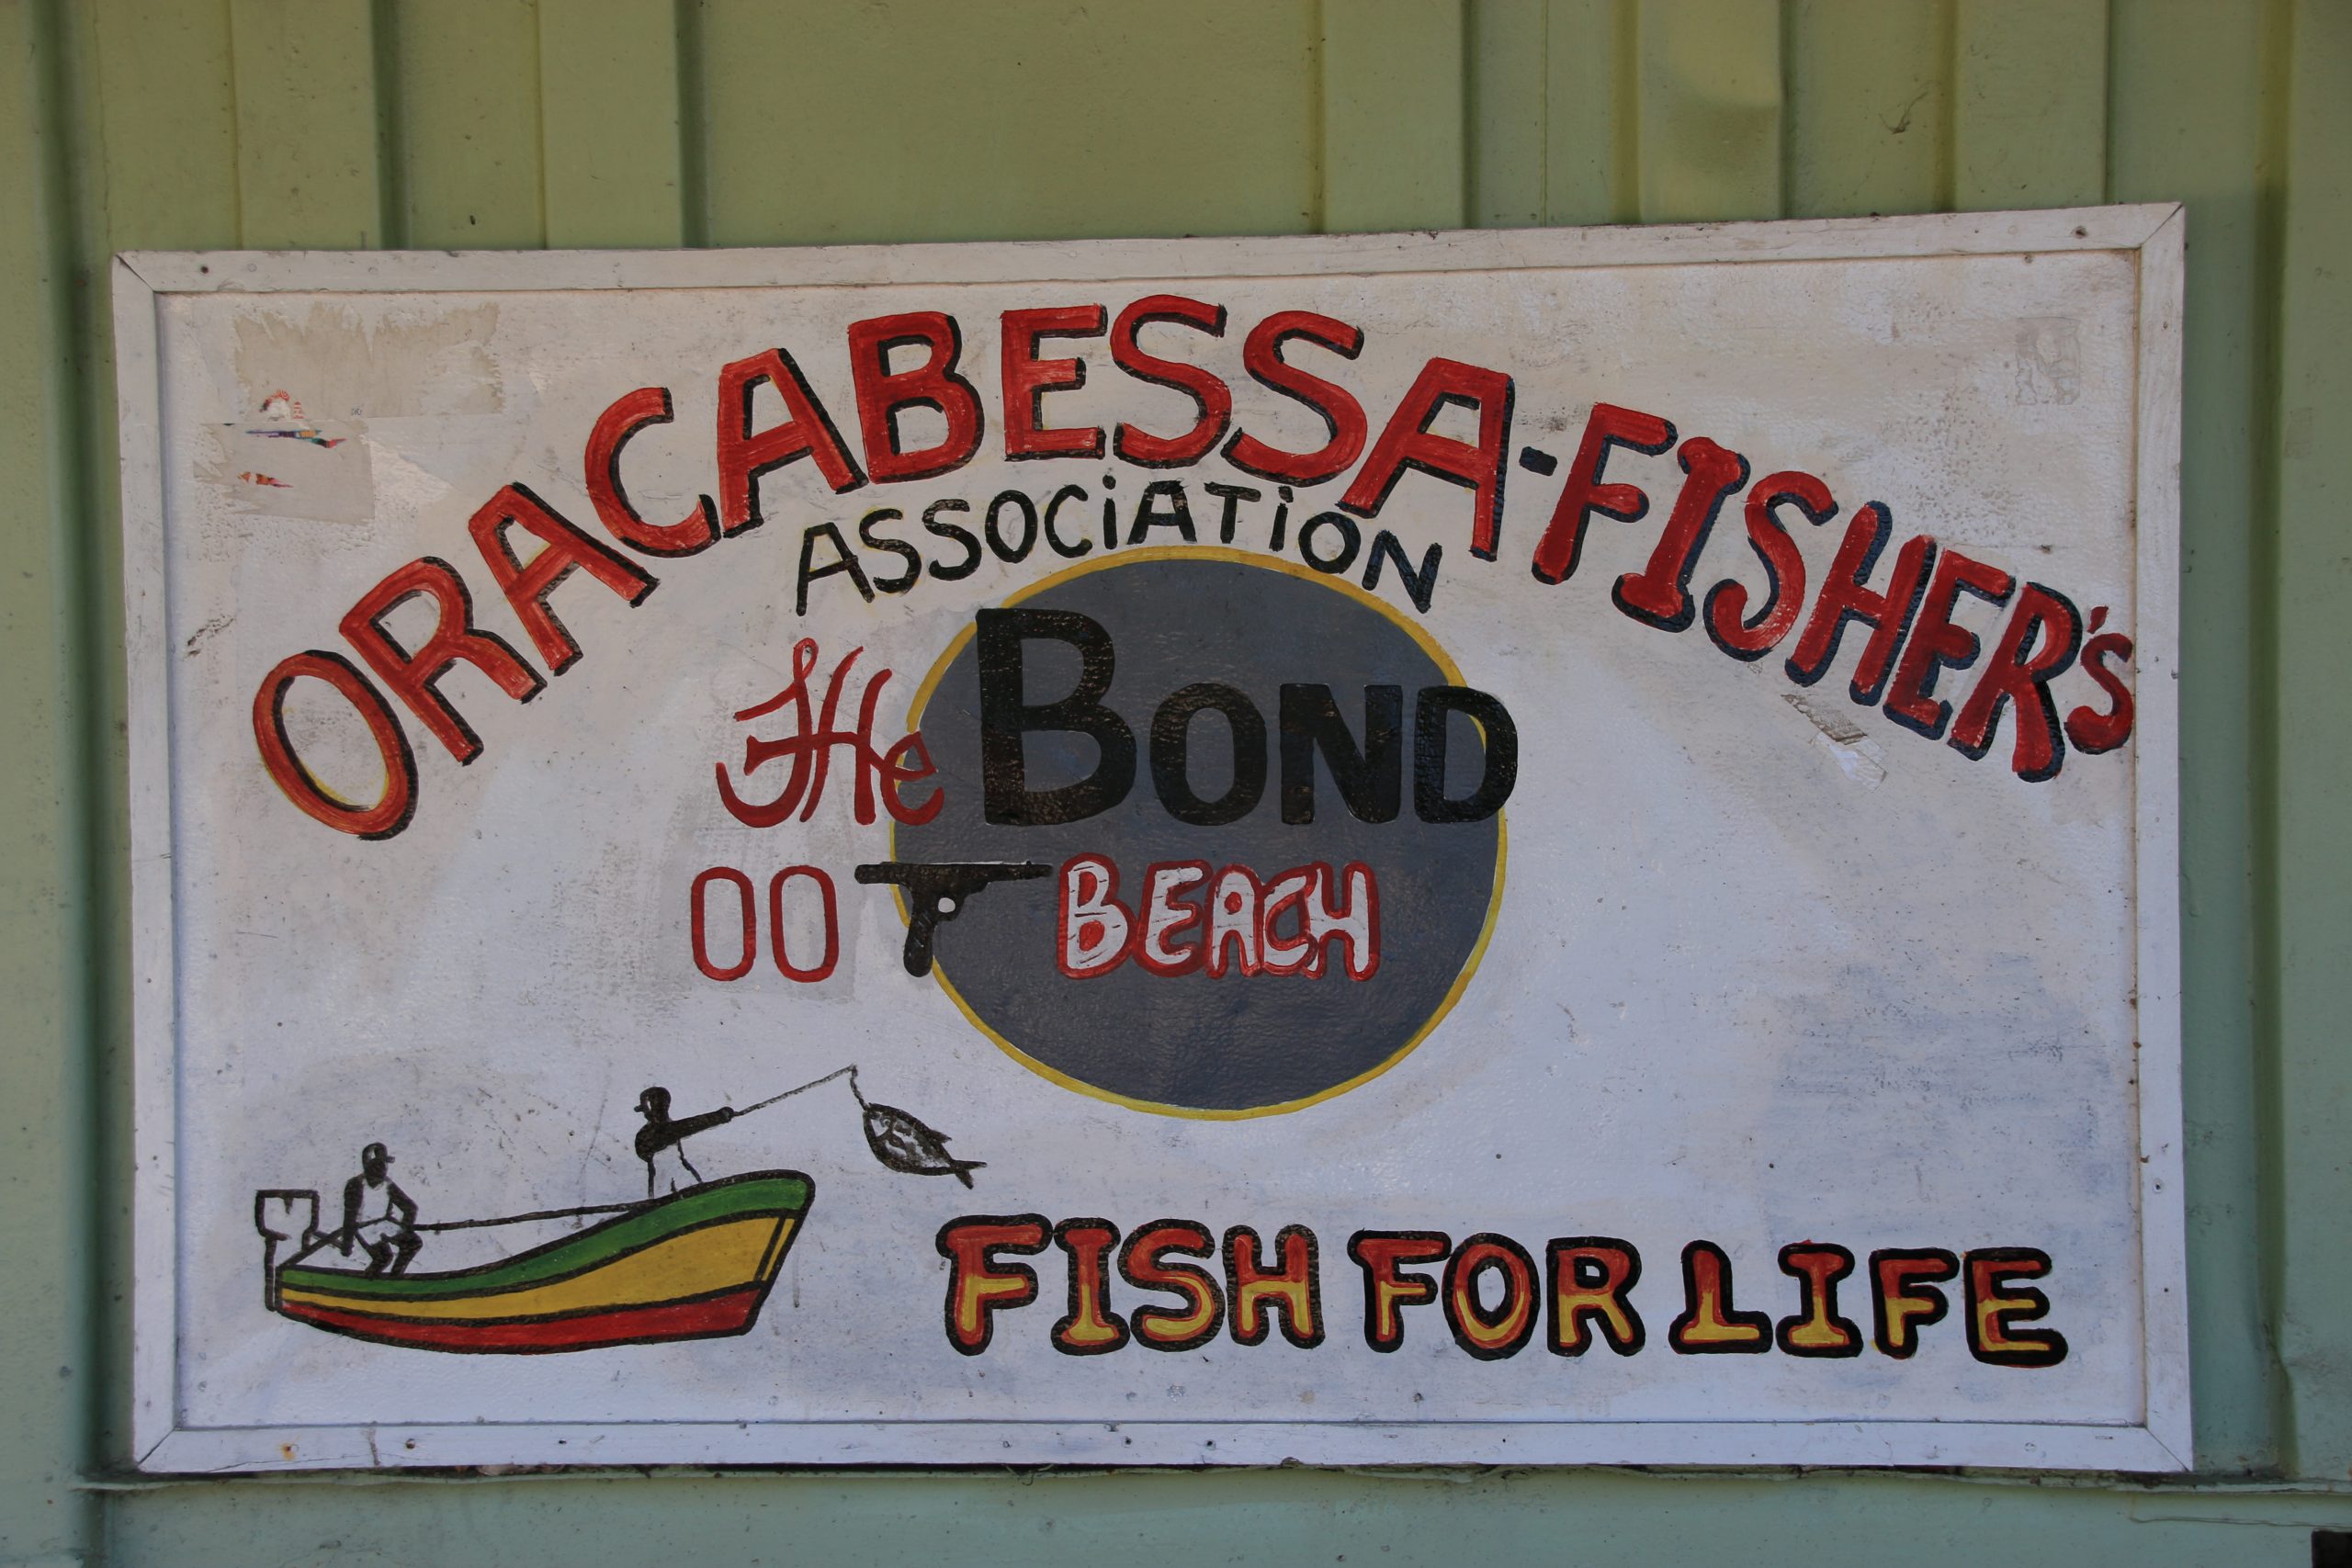 ORACABESSA-FISHER'S
ASSOCiATiON
THe BOND
00 BEACH
FISH FOR LIFE